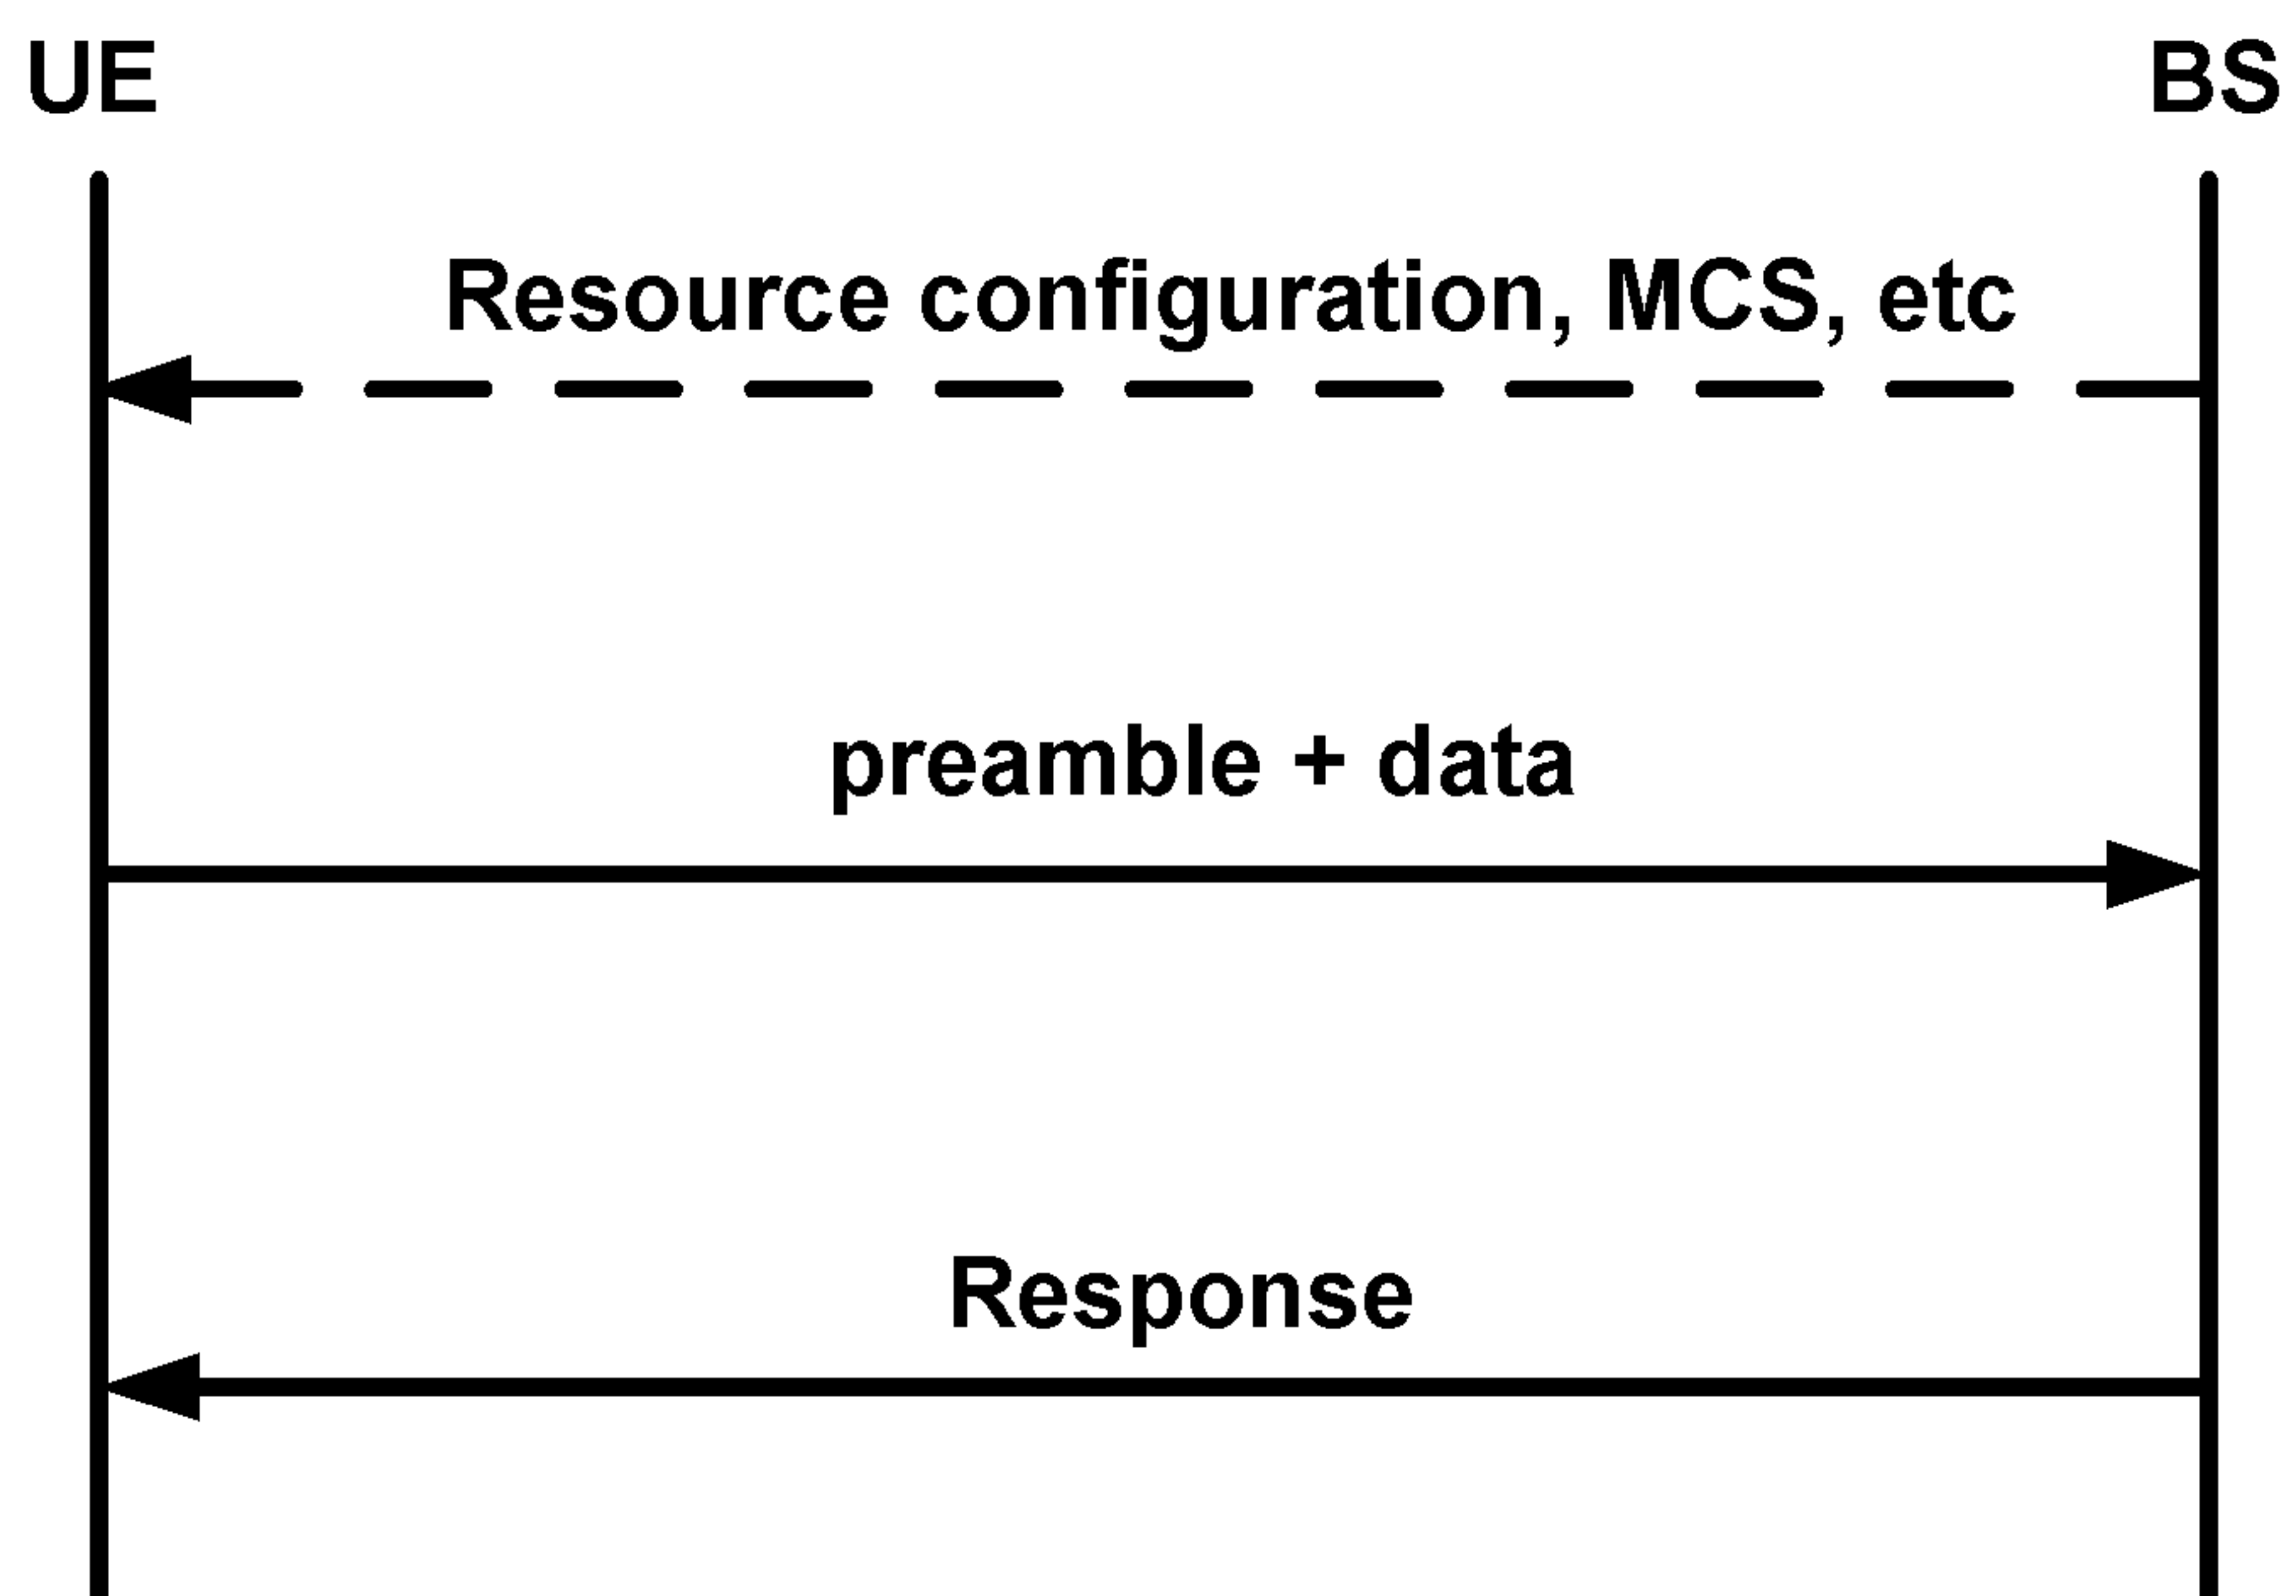 UE BS
Resource configuration, MCS, etc
preamble + data
Response